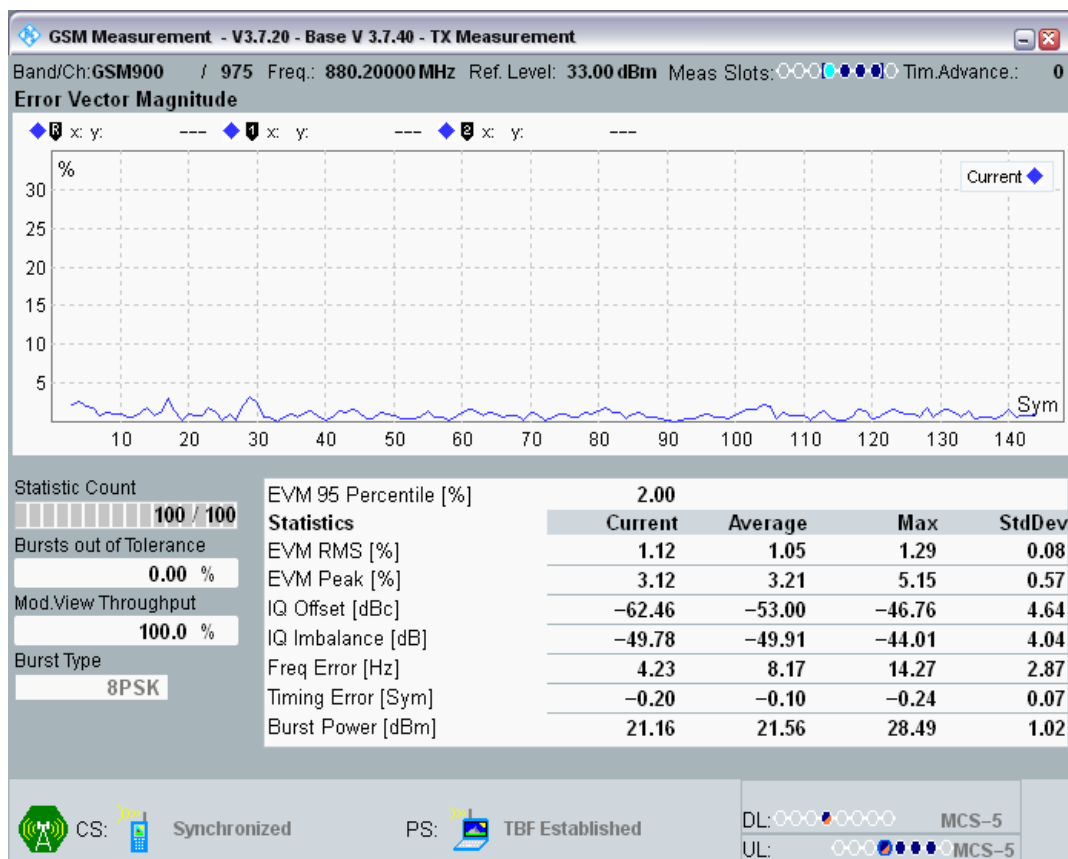 GSM Measurement - V3.7.20 - Base V 3.7.40 - TX Measurement
Band/Ch:GSM900 / 975 Freq.: 880.20000 MHz Ref. Level: 33.00 dBm Meas Slots: Tim.Advance.: 0
Error Vector Magnitude
R x: y: --- 1 x: y: --- 2 x: y: ---
%
Current
30
25
20
15
10
5
Sym
10 20 30 40 50 60 70 80 90 100 110 120 130 140
Statistic Count
100 / 100
Bursts out of Tolerance
0.00 %
Mod.View Throughput
100.0 %
Burst Type
8PSK
EVM 95 Percentile [%] 2.00
Statistics Current Average Max StdDev
EVM RMS [%] 1.12 1.05 1.29 0.08
EVM Peak [%] 3.12 3.21 5.15 0.57
IQ Offset [dBc] −62.46 −53.00 −46.76 4.64
IQ Imbalance [dB] −49.78 −49.91 −44.01 4.04
Freq Error [Hz] 4.23 8.17 14.27 2.87
Timing Error [Sym] −0.20 −0.10 −0.24 0.07
Burst Power [dBm] 21.16 21.56 28.49 1.02
CS: Synchronized PS: TBF Established
DL: MCS−5
UL: MCS−5